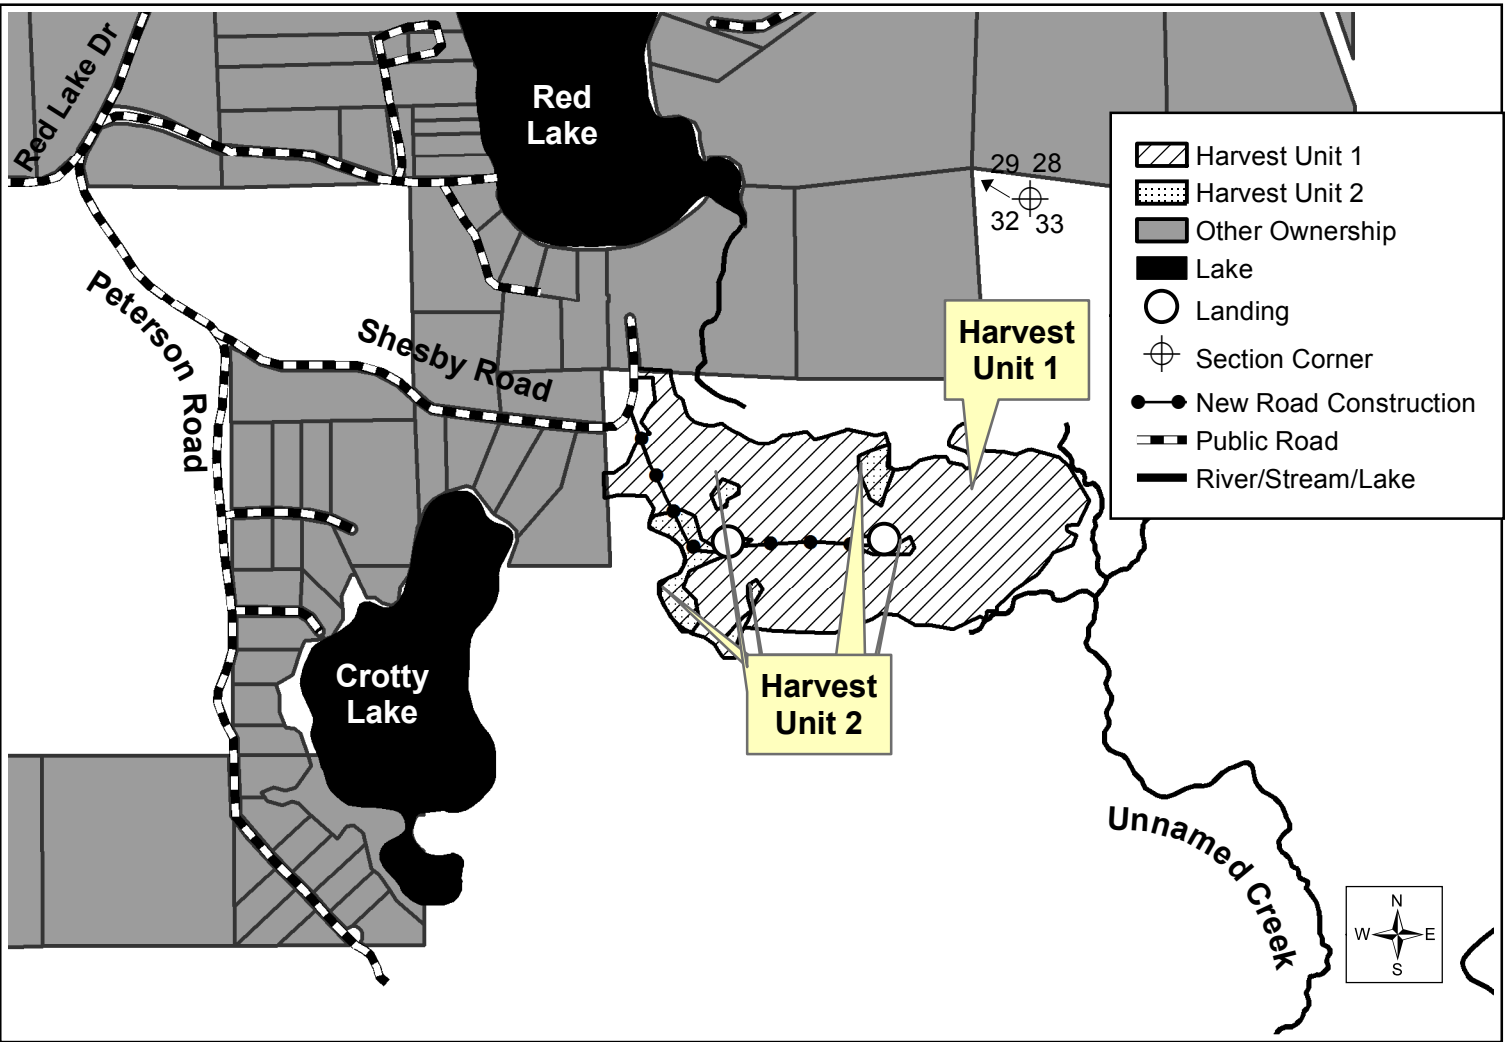 Red Lake Dr
Red
Lake
29 28
32 33
Harvest Unit 1
Harvest Unit 2
Other Ownership
Lake
Landing
Section Corner
New Road Construction
Public Road
River/Stream/Lake
Peterson Road
Shesby Road
Harvest
Unit 1
Crotty
Lake
Harvest
Unit 2
Unnamed Creek
N
W E
S